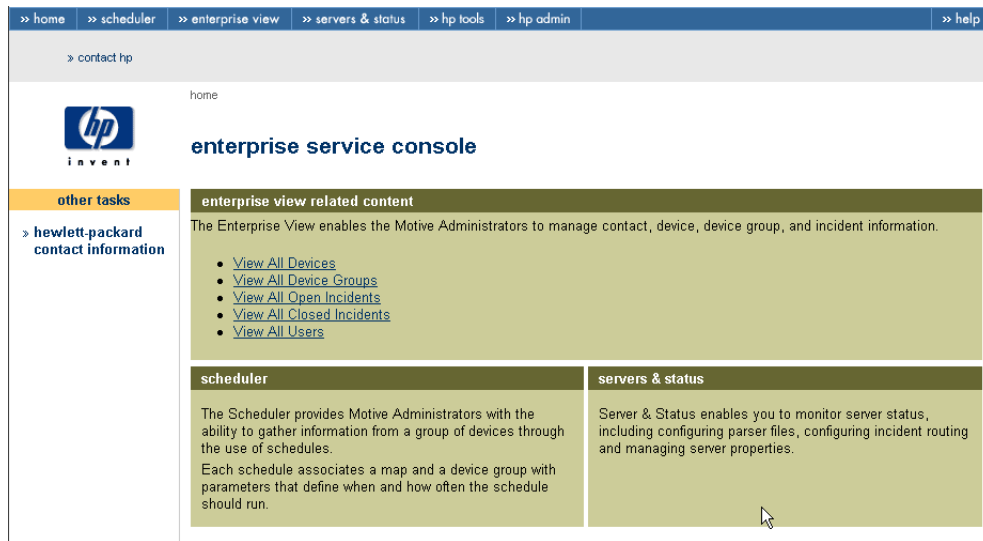 » home » scheduler » enterprise view » servers & status » hp tools » hp admin » help
» contact hp
home
hp
invent
enterprise service console
other tasks
» hewlett-packard
contact information
enterprise view related content
The Enterprise View enables the Motive Administrators to manage contact, device, device group, and incident information.
• View All Devices
• View All Device Groups
• View All Open Incidents
• View All Closed Incidents
• View All Users
scheduler
The Scheduler provides Motive Administrators with the
ability to gather information from a group of devices through
the use of schedules.
Each schedule associates a map and a device group with
parameters that define when and how often the schedule
should run.
servers & status
Server & Status enables you to monitor server status,
including configuring parser files, configuring incident routing
and managing server properties.